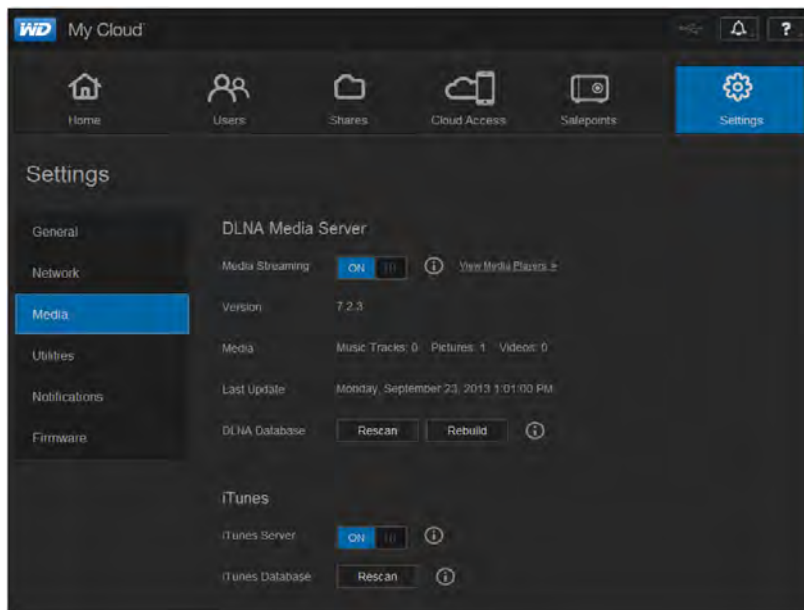 WD My Cloud
?
Home Users Shares Cloud Access Safepoints Settings
Settings
General
Network
Media
Utilities
Notifications
Firmware
DLNA Media Server
Media Streaming ON View Media Players »
Version 7.2.3
Media Music Tracks: 0 Pictures: 1 Videos: 0
Last Update Monday, September 23, 2013 1:01:00 PM
DLNA Database Rescan Rebuild
iTunes
iTunes Server ON
iTunes Database Rescan